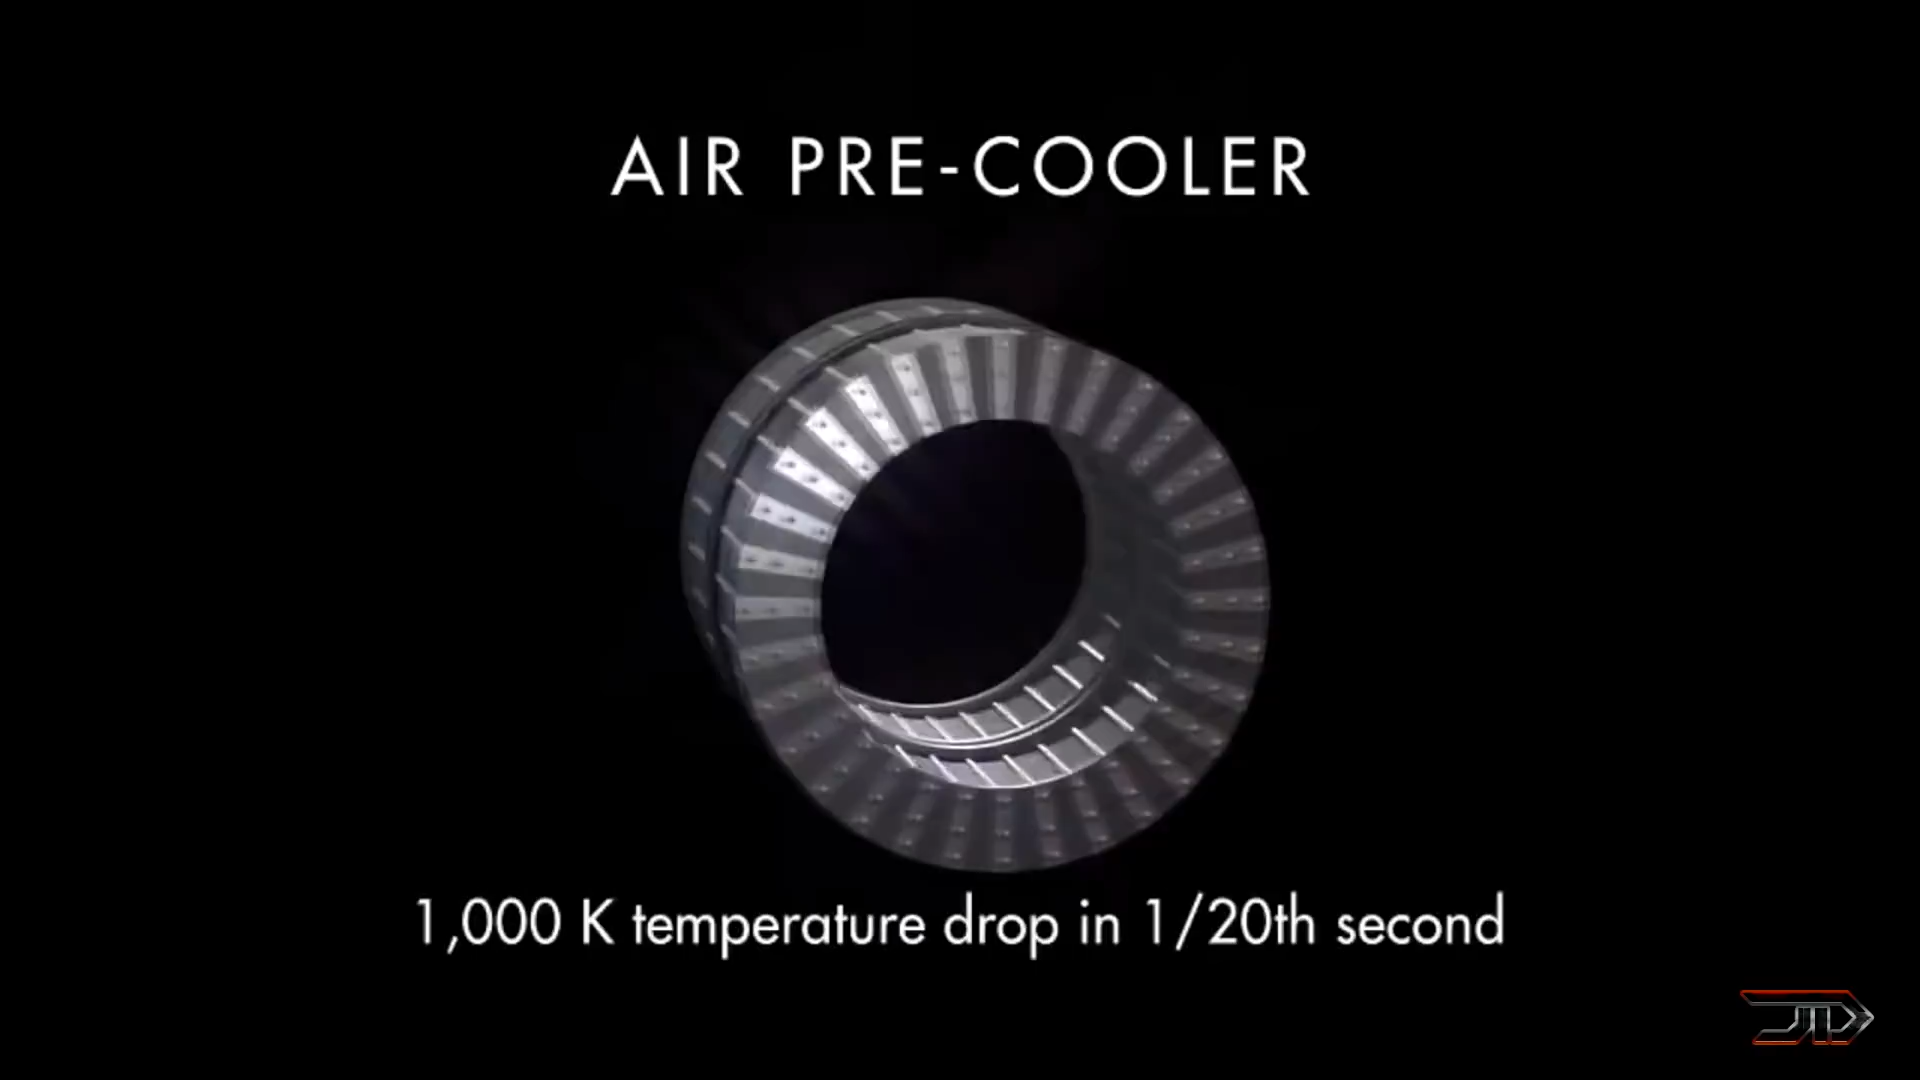 AIR PRE-COOLER
1,000 K temperature drop in 1/20th second